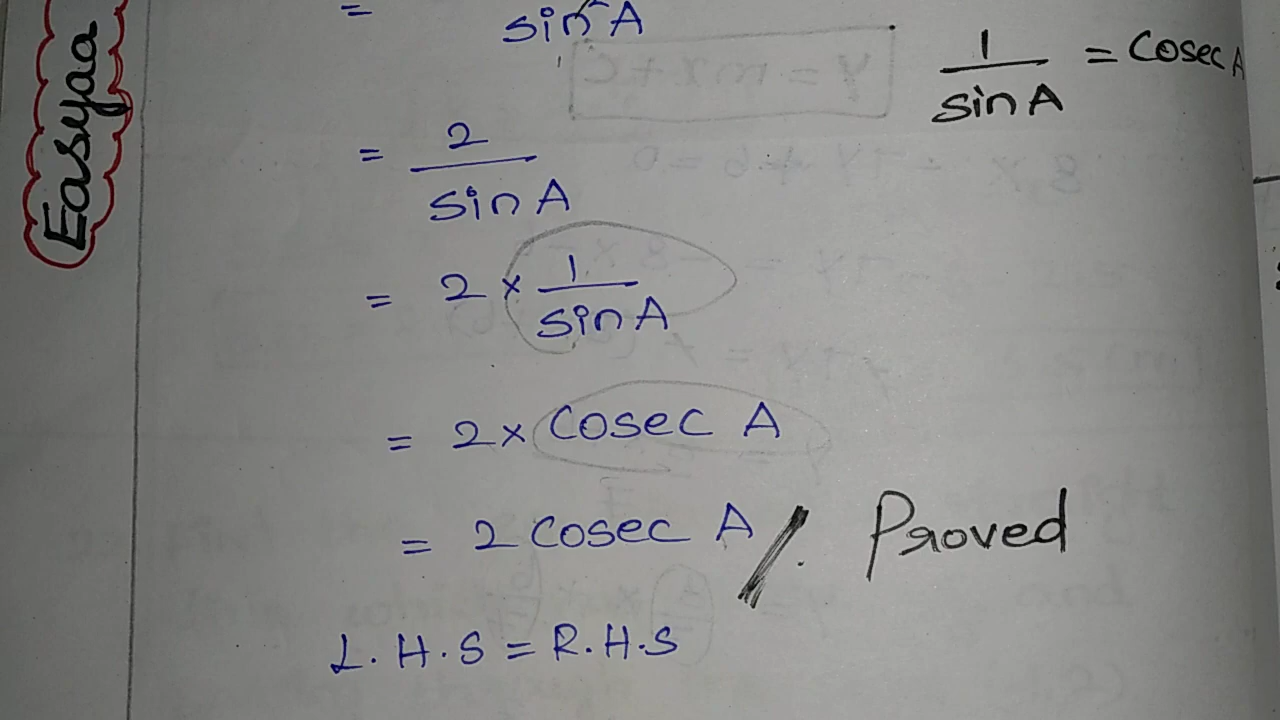 Easyaa
= sin²A
1/sinA = Cosec A
= 2/sinA
= 2 × 1/sinA
= 2 × Cosec A
= 2 Cosec A //. Proved
L.H.S = R.H.S